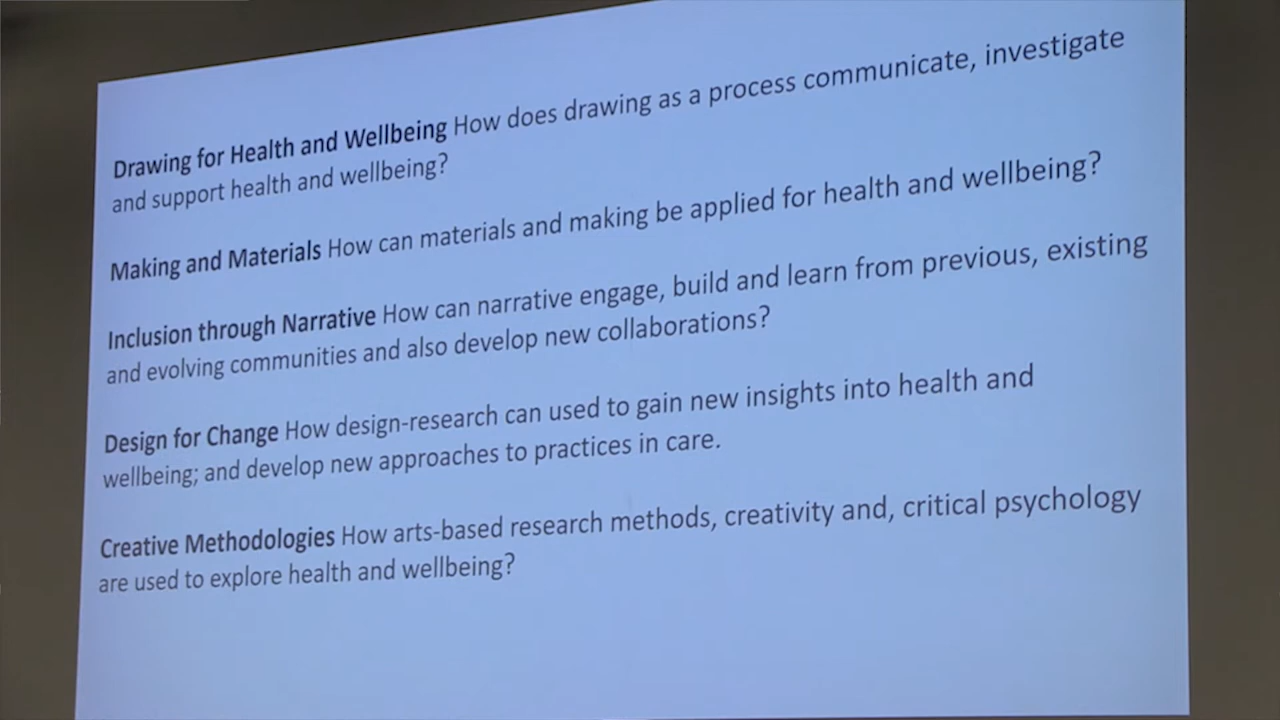 Drawing for Health and Wellbeing How does drawing as a process communicate, investigate
and support health and wellbeing?
Making and Materials How can materials and making be applied for health and wellbeing?
Inclusion through Narrative How can narrative engage, build and learn from previous, existing
and evolving communities and also develop new collaborations?
Design for Change How design-research can used to gain new insights into health and
wellbeing; and develop new approaches to practices in care.
Creative Methodologies How arts-based research methods, creativity and, critical psychology
are used to explore health and wellbeing?